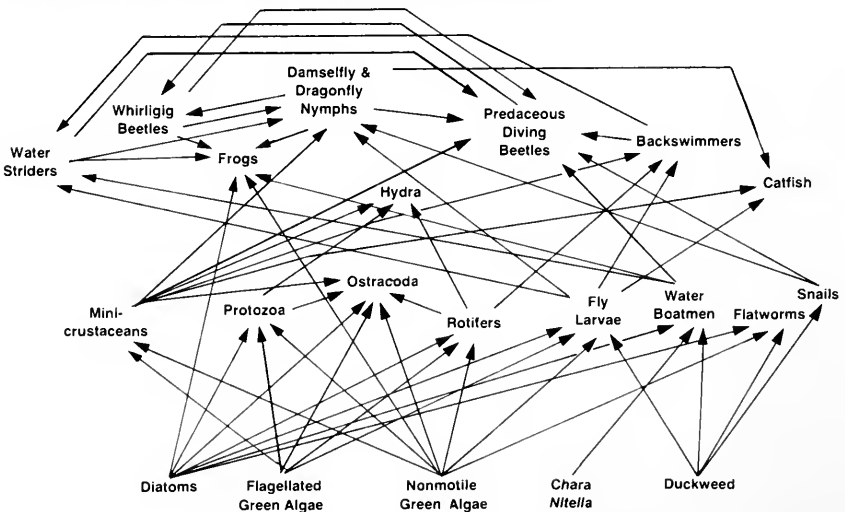 Damselfly &
Dragonfly
Nymphs
Whirligig
Beetles
Predaceous
Diving
Beetles
Backswimmers
Water
Striders
Frogs
Catfish
Hydra
Ostracoda
Mini-
crustaceans
Protozoa
Rotifers
Fly
Larvae
Water
Boatmen
Flatworms
Snails
Diatoms
Flagellated
Green Algae
Nonmotile
Green Algae
Chara
Nitella
Duckweed